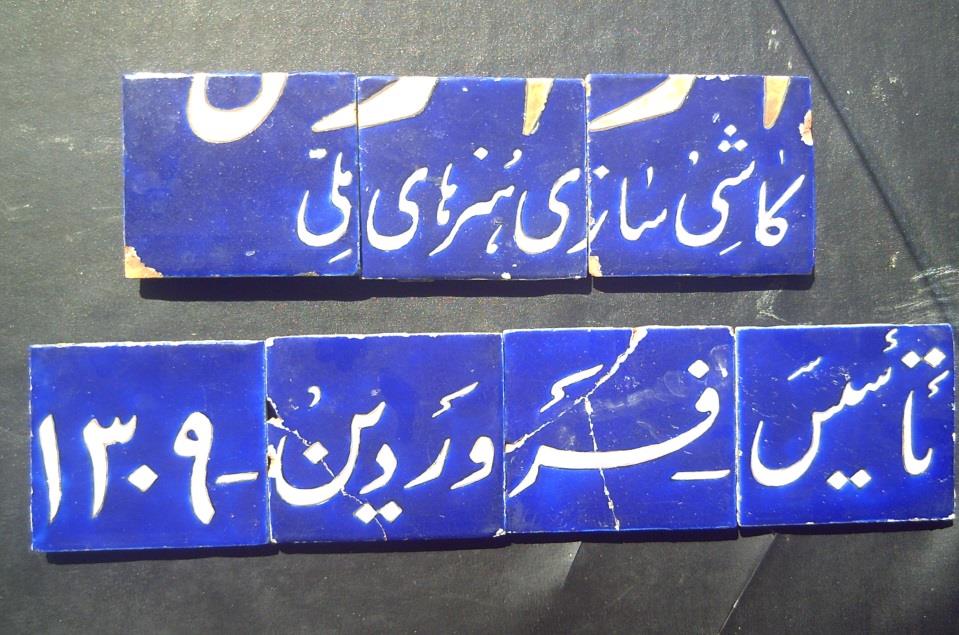 کاشی سازی هنرهای ملی
تأسیس فروردین ۱۳۰۹